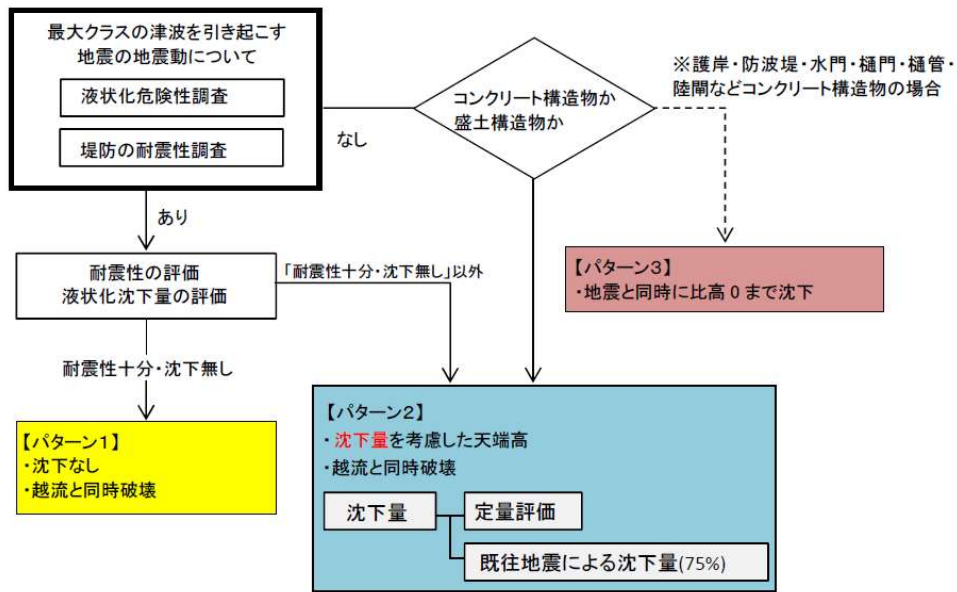 最大クラスの津波を引き起こす
地震の地震動について
液状化危険性調査
堤防の耐震性調査
なし
コンクリート構造物か
盛土構造物か
※護岸・防波堤・水門・樋門・樋管・
陸閘などコンクリート構造物の場合
あり
耐震性の評価
液状化沈下量の評価
「耐震性十分・沈下無し」以外
【パターン3】
・地震と同時に比高０まで沈下
耐震性十分・沈下無し
【パターン１】
・沈下なし
・越流と同時破壊
【パターン２】
・沈下量を考慮した天端高
・越流と同時破壊
沈下量
定量評価
既往地震による沈下量(75%)